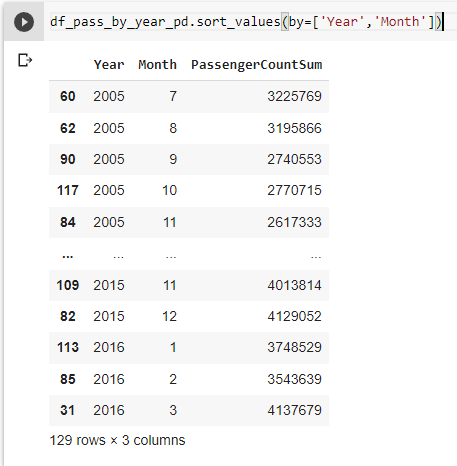 df_pass_by_year_pd.sort_values(by=['Year','Month'])
Year Month PassengerCountSum
60 2005 7 3225769
62 2005 8 3195866
90 2005 9 2740553
117 2005 10 2770715
84 2005 11 2617333
... ... ... ...
109 2015 11 4013814
82 2015 12 4129052
113 2016 1 3748529
85 2016 2 3543639
31 2016 3 4137679
129 rows × 3 columns